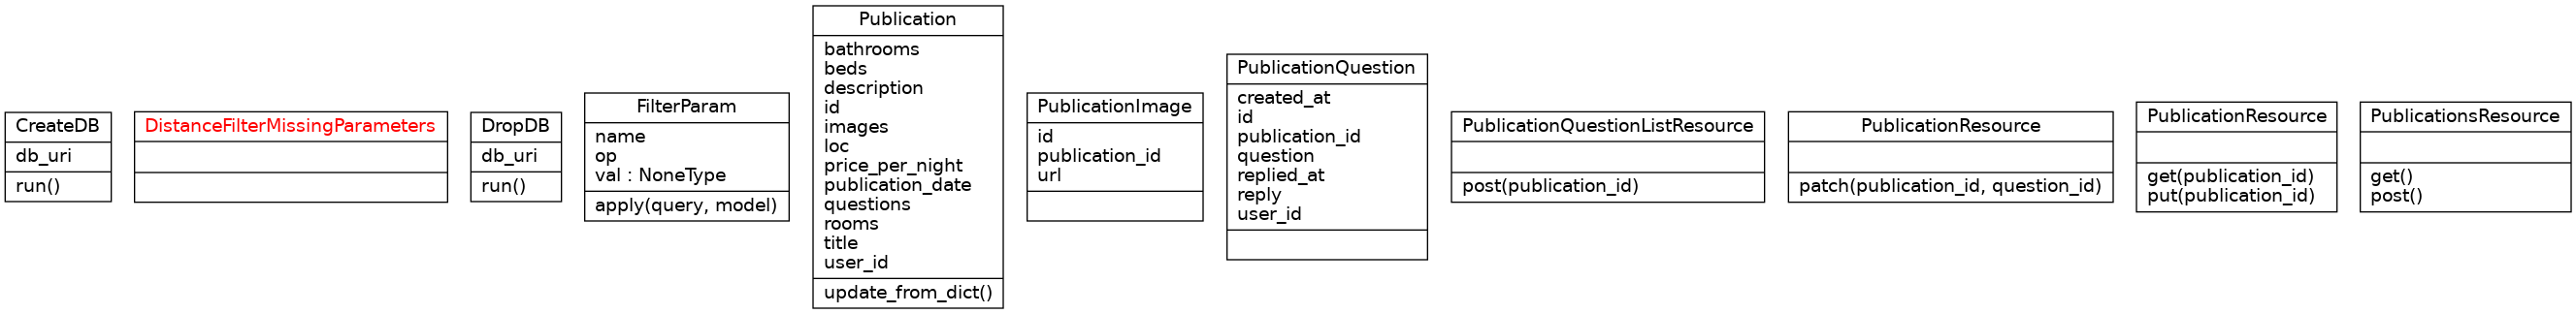 CreateDB
db_uri
run()
DistanceFilterMissingParameters
DropDB
db_uri
run()
FilterParam
name
op
val : NoneType
apply(query, model)
Publication
bathrooms
beds
description
id
images
loc
price_per_night
publication_date
questions
rooms
title
user_id
update_from_dict()
PublicationImage
id
publication_id
url
PublicationQuestion
created_at
id
publication_id
question
replied_at
reply
user_id
PublicationQuestionListResource
post(publication_id)
PublicationResource
patch(publication_id, question_id)
PublicationResource
get(publication_id)
put(publication_id)
PublicationsResource
get()
post()